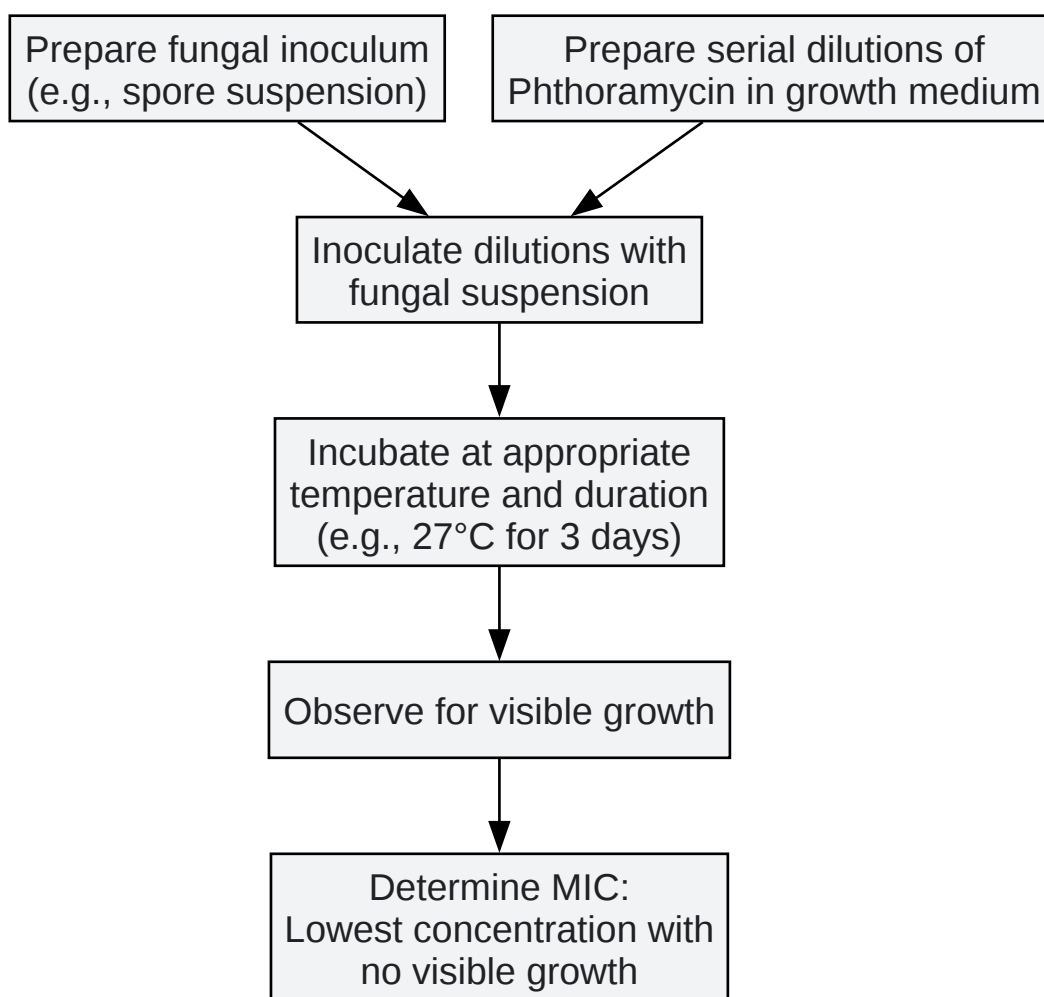 Prepare fungal inoculum
(e.g., spore suspension)
Prepare serial dilutions of
Phthoramycin in growth medium
Inoculate dilutions with
fungal suspension
Incubate at appropriate
temperature and duration
(e.g., 27°C for 3 days)
Observe for visible growth
Determine MIC:
Lowest concentration with
no visible growth